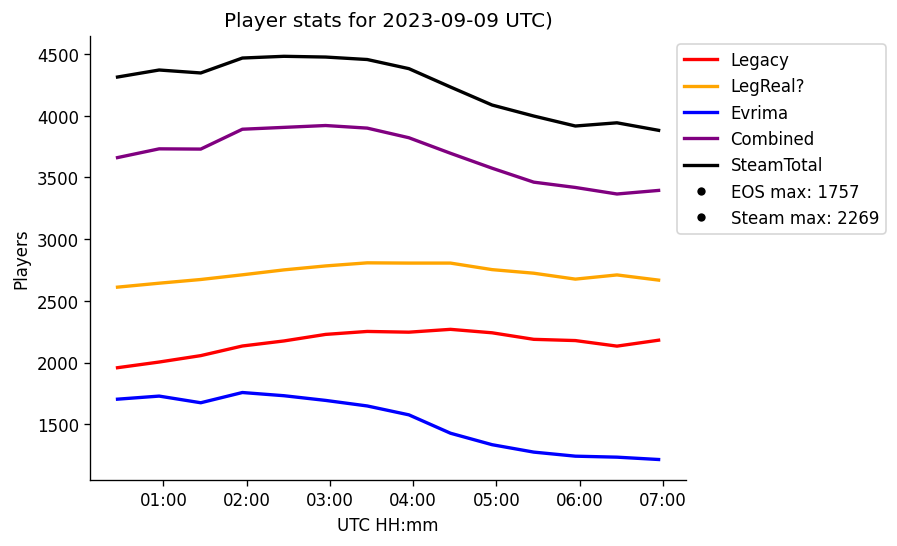 Player stats for 2023-09-09 UTC)
Legacy
LegReal?
Evrima
Combined
SteamTotal
EOS max: 1757
Steam max: 2269
Players
4500
4000
3500
3000
2500
2000
1500
01:00 02:00 03:00 04:00 05:00 06:00 07:00
UTC HH:mm